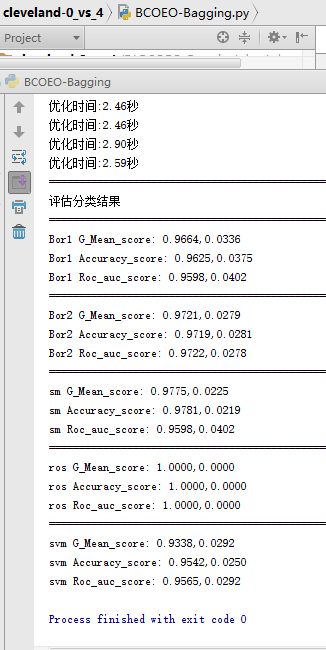 cleveland-0_vs_4 BCOEO-Bagging.py
Project
BCOEO-Bagging
优化时间:2.46秒
优化时间:2.46秒
优化时间:2.90秒
优化时间:2.59秒
评估分类结果
Bor1 G_Mean_score: 0.9664,0.0336
Bor1 Accuracy_score: 0.9625,0.0375
Bor1 Roc_auc_score: 0.9598,0.0402
Bor2 G_Mean_score: 0.9721,0.0279
Bor2 Accuracy_score: 0.9719,0.0281
Bor2 Roc_auc_score: 0.9722,0.0278
sm G_Mean_score: 0.9775,0.0225
sm Accuracy_score: 0.9781,0.0219
sm Roc_auc_score: 0.9598,0.0402
ros G_Mean_score: 1.0000,0.0000
ros Accuracy_score: 1.0000,0.0000
ros Roc_auc_score: 1.0000,0.0000
svm G_Mean_score: 0.9338,0.0292
svm Accuracy_score: 0.9542,0.0250
svm Roc_auc_score: 0.9565,0.0292
Process finished with exit code 0